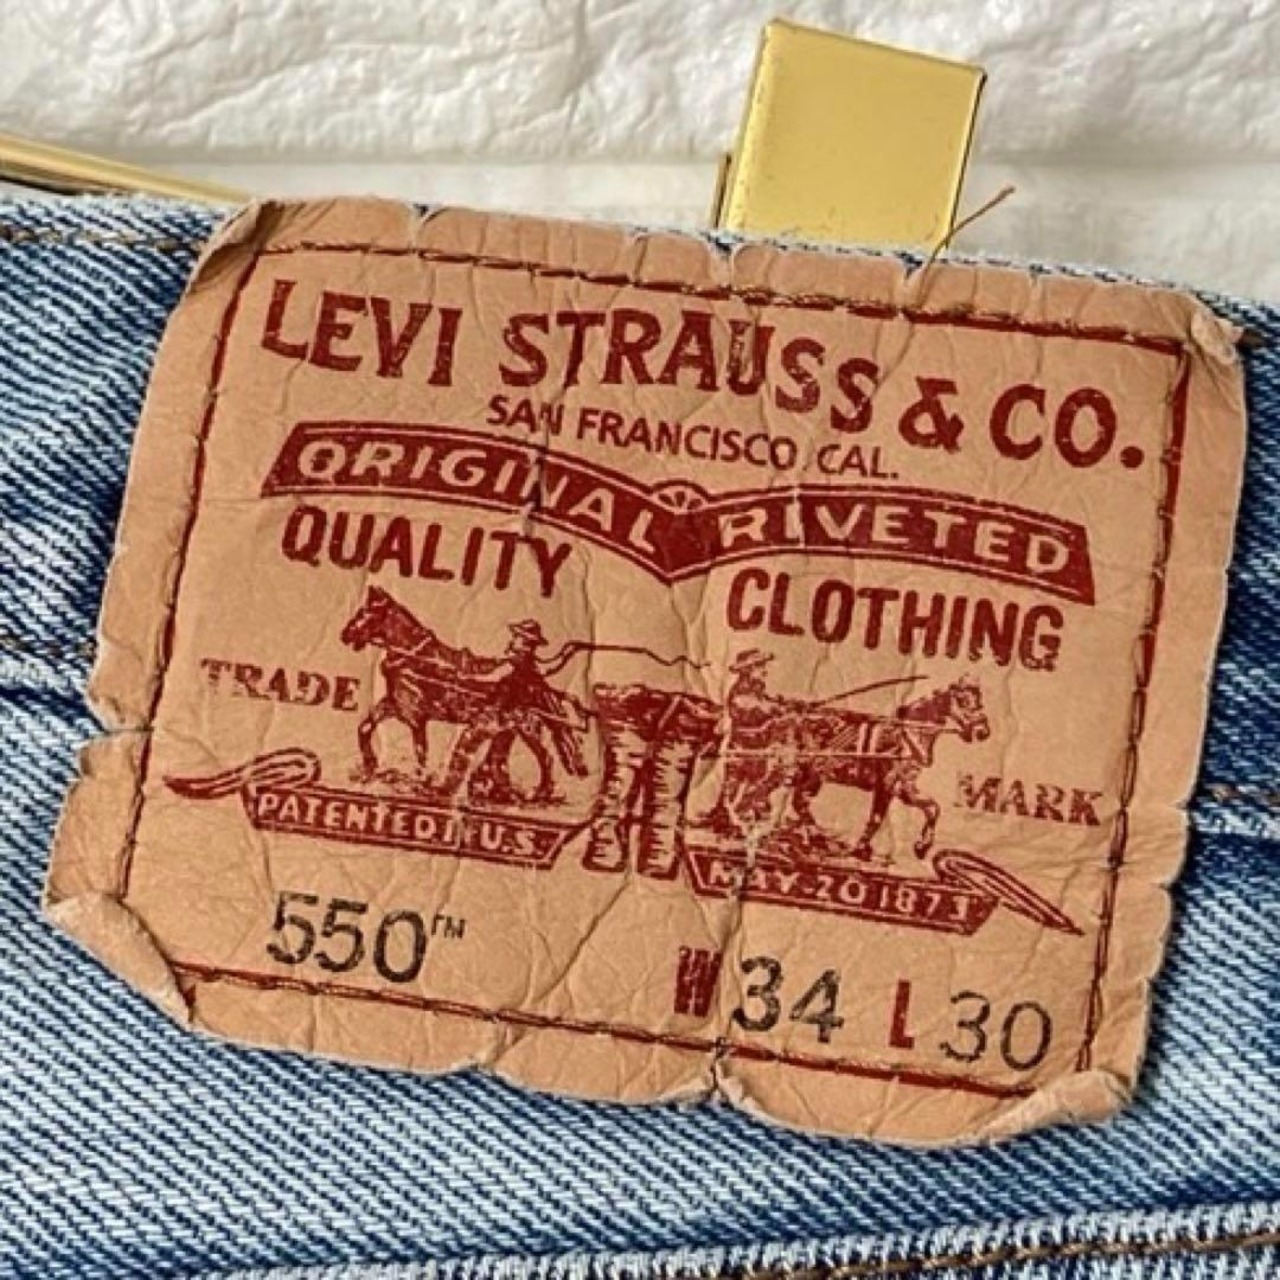 LEVI STRAUSS & CO.
SAN FRANCISCO, CAL.
ORIGINAL RIVETED
QUALITY CLOTHING
TRADE MARK
PATENTED IN U.S. MAY 20 1873
550™ W 34 L 30